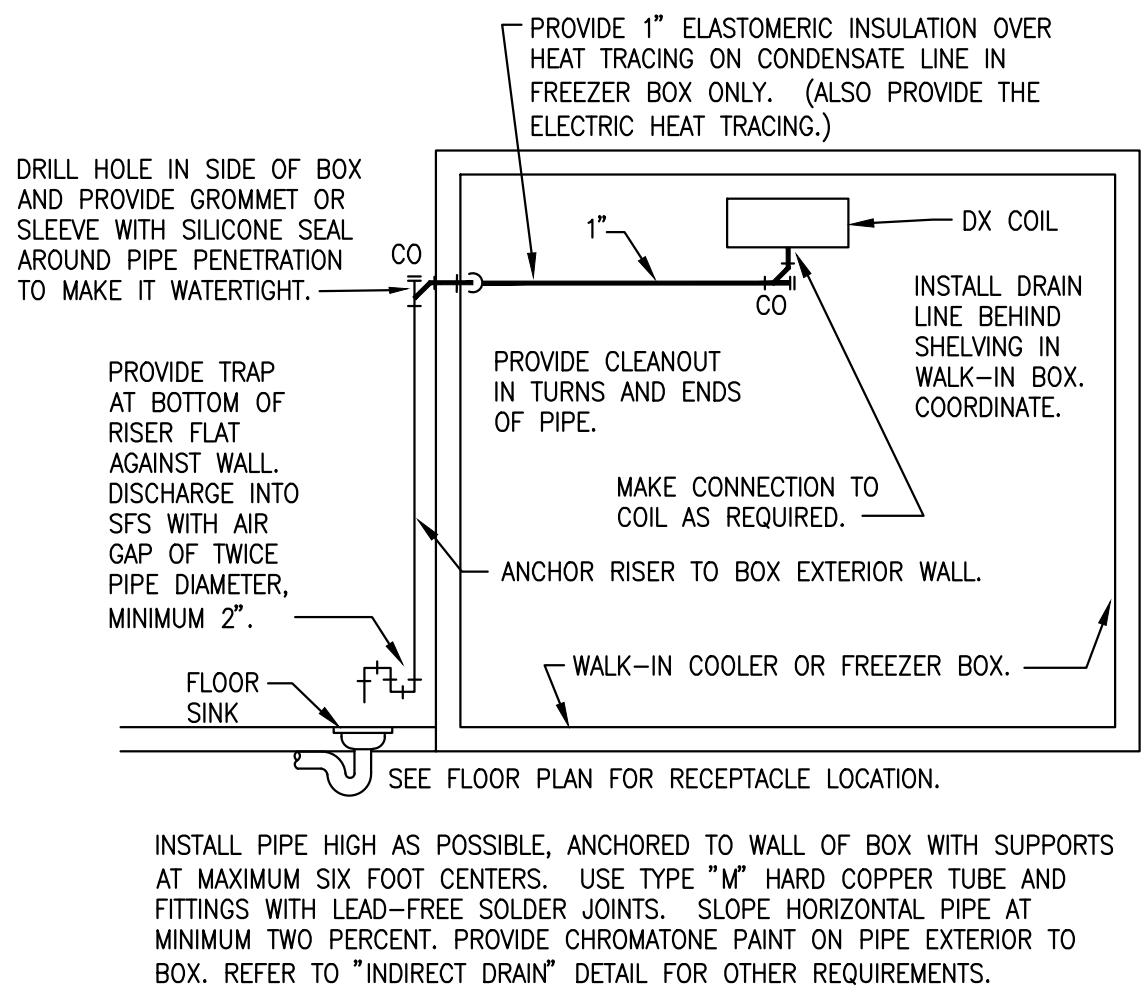 PROVIDE 1” ELASTOMERIC INSULATION OVER
HEAT TRACING ON CONDENSATE LINE IN
FREEZER BOX ONLY. (ALSO PROVIDE THE
ELECTRIC HEAT TRACING.)
DRILL HOLE IN SIDE OF BOX
AND PROVIDE GROMMET OR
SLEEVE WITH SILICONE SEAL
AROUND PIPE PENETRATION
TO MAKE IT WATERTIGHT.
CO
1”
DX COIL
CO
INSTALL DRAIN
LINE BEHIND
SHELVING IN
WALK-IN BOX.
COORDINATE.
PROVIDE CLEANOUT
IN TURNS AND ENDS
OF PIPE.
PROVIDE TRAP
AT BOTTOM OF
RISER FLAT
AGAINST WALL.
DISCHARGE INTO
SFS WITH AIR
GAP OF TWICE
PIPE DIAMETER,
MINIMUM 2”.
MAKE CONNECTION TO
COIL AS REQUIRED.
ANCHOR RISER TO BOX EXTERIOR WALL.
WALK-IN COOLER OR FREEZER BOX.
FLOOR
SINK
SEE FLOOR PLAN FOR RECEPTACLE LOCATION.
INSTALL PIPE HIGH AS POSSIBLE, ANCHORED TO WALL OF BOX WITH SUPPORTS
AT MAXIMUM SIX FOOT CENTERS. USE TYPE ”M” HARD COPPER TUBE AND
FITTINGS WITH LEAD-FREE SOLDER JOINTS. SLOPE HORIZONTAL PIPE AT
MINIMUM TWO PERCENT. PROVIDE CHROMATONE PAINT ON PIPE EXTERIOR TO
BOX. REFER TO ”INDIRECT DRAIN” DETAIL FOR OTHER REQUIREMENTS.